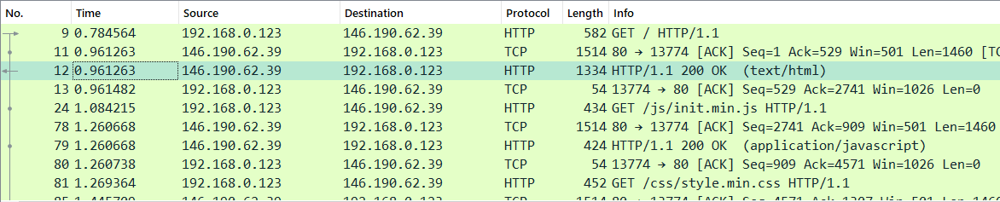 No. Time Source Destination Protocol Length Info
9 0.784564 192.168.0.123 146.190.62.39 HTTP 582 GET / HTTP/1.1
11 0.961263 146.190.62.39 192.168.0.123 TCP 1514 80 → 13774 [ACK] Seq=1 Ack=529 Win=501 Len=1460 [TC
12 0.961263 146.190.62.39 192.168.0.123 HTTP 1334 HTTP/1.1 200 OK (text/html)
13 0.961482 192.168.0.123 146.190.62.39 TCP 54 13774 → 80 [ACK] Seq=529 Ack=2741 Win=1026 Len=0
24 1.084215 192.168.0.123 146.190.62.39 HTTP 434 GET /js/init.min.js HTTP/1.1
78 1.260668 146.190.62.39 192.168.0.123 TCP 1514 80 → 13774 [ACK] Seq=2741 Ack=909 Win=501 Len=1460
79 1.260668 146.190.62.39 192.168.0.123 HTTP 424 HTTP/1.1 200 OK (application/javascript)
80 1.260738 192.168.0.123 146.190.62.39 TCP 54 13774 → 80 [ACK] Seq=909 Ack=4571 Win=1026 Len=0
81 1.269364 192.168.0.123 146.190.62.39 HTTP 452 GET /css/style.min.css HTTP/1.1